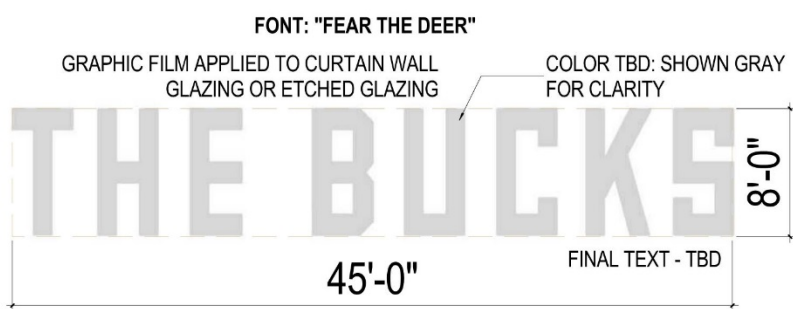 FONT: "FEAR THE DEER"
GRAPHIC FILM APPLIED TO CURTAIN WALL
GLAZING OR ETCHED GLAZING
COLOR TBD: SHOWN GRAY
FOR CLARITY
THE BUCKS
8'-0"
FINAL TEXT - TBD
45'-0"